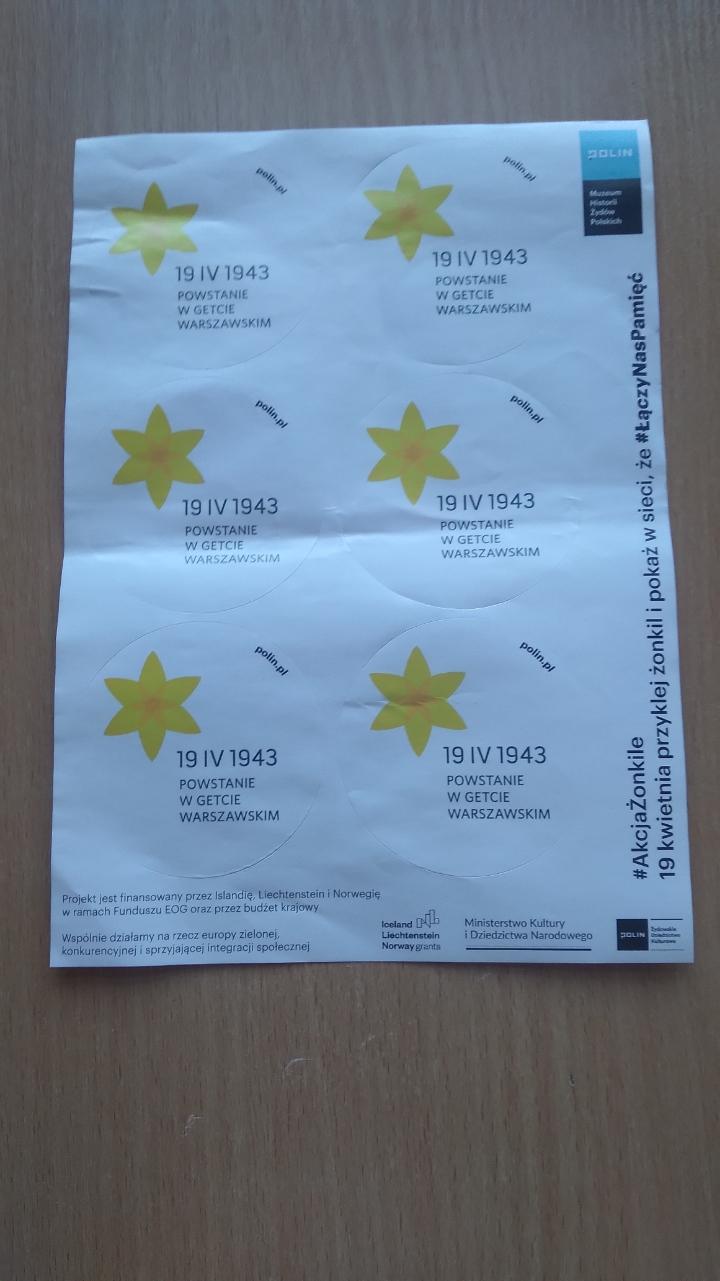 polin.pl
19 IV 1943
POWSTANIE
W GETCIE
WARSZAWSKIM
polin.pl
19 IV 1943
POWSTANIE
W GETCIE
WARSZAWSKIM
polin.pl
19 IV 1943
POWSTANIE
W GETCIE
WARSZAWSKIM
polin.pl
19 IV 1943
POWSTANIE
W GETCIE
WARSZAWSKIM
polin.pl
19 IV 1943
POWSTANIE
W GETCIE
WARSZAWSKIM
polin.pl
19 IV 1943
POWSTANIE
W GETCIE
WARSZAWSKIM
POLIN
Muzeum
Historii
Żydów
Polskich
#AkcjaŻonkile
19 kwietnia przyklej żonkil i pokaż w sieci, że #ŁączyNasPamięć
Projekt jest finansowany przez Islandię, Liechtenstein i Norwegię
w ramach Funduszu EOG oraz przez budżet krajowy
Wspólnie działamy na rzecz europy zielonej,
konkurencyjnej i sprzyjającej integracji społecznej
Iceland
Liechtenstein
Norway grants
Ministerstwo Kultury
i Dziedzictwa Narodowego
POLIN
Żydowskie
Dziedzictwo
Kulturowe